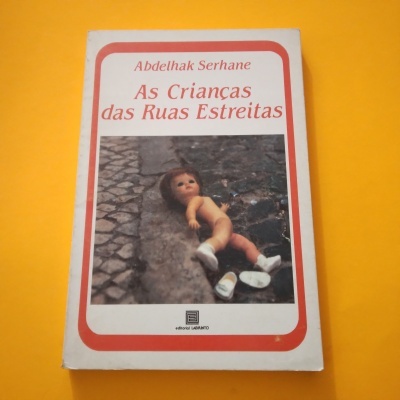 Abdelhak Serhane
As Crianças
das Ruas Estreitas
editorial LABIRINTO